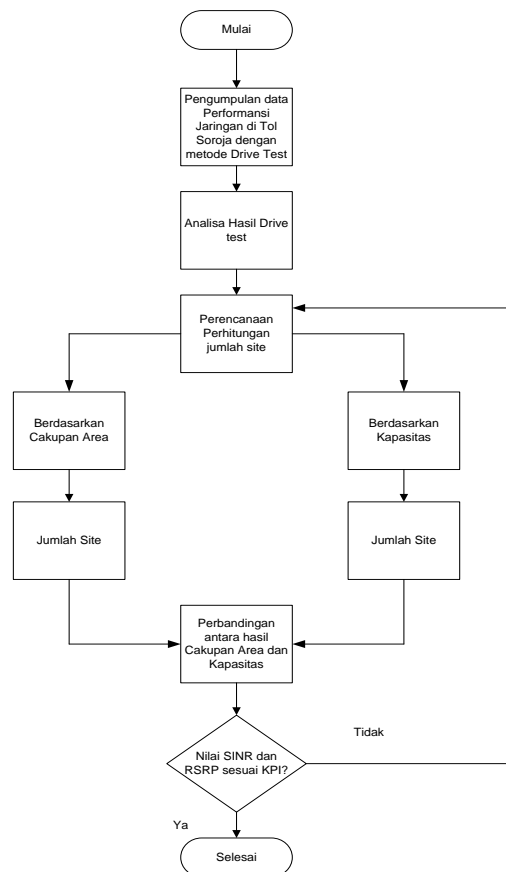 Mulai
Pengumpulan data
Performansi
Jaringan di Tol
Soroja dengan
metode Drive Test
Analisa Hasil Drive
test
Perencanaan
Perhitungan
jumlah site
Berdasarkan
Cakupan Area
Berdasarkan
Kapasitas
Jumlah Site
Jumlah Site
Perbandingan
antara hasil
Cakupan Area dan
Kapasitas
Nilai SINR dan
RSRP sesuai KPI?
Tidak
Ya
Selesai